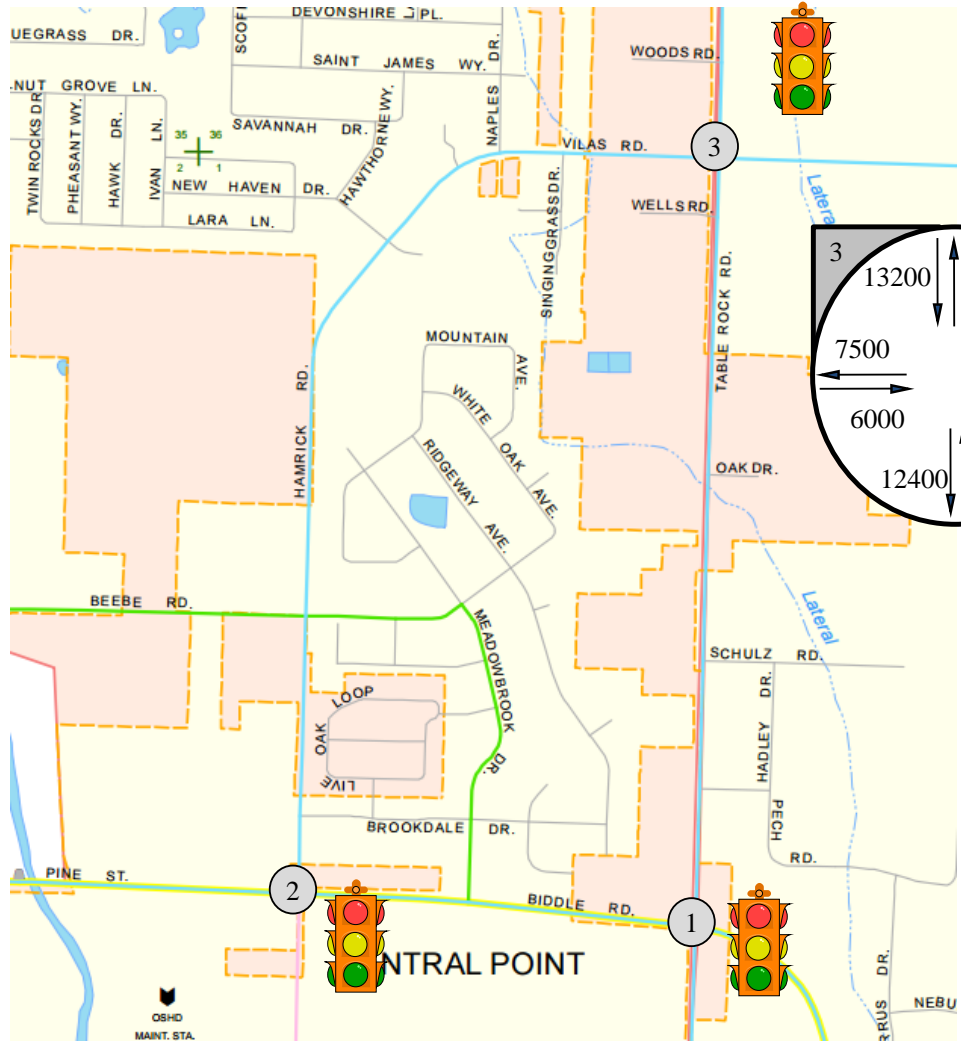 DEVONSHIRE PL.
UEGRASS DR.
SCOFI
SAINT JAMES WY.
NAPLES DR.
WOODS RD.
NUT GROVE LN.
TWIN ROCKS DR
PHEASANT WY.
HAWK DR.
IVAN LN.
35 36
2 1
SAVANNAH DR.
HAWTHORNE WY.
NEW HAVEN DR.
LARA LN.
VILAS RD.
3
SINGINGGRASS DR.
WELLS RD.
Latera
TABLE ROCK RD.
3
13200
7500
6000
12400
MOUNTAIN AVE.
WHITE OAK AVE.
RIDGEWAY AVE.
HAMRICK RD.
OAK DR.
BEEBE RD.
MEADOWBROOK DR.
Lateral
SCHULZ RD.
HADLEY DR.
LIVE OAK LOOP
BROOKDALE DR.
PECH RD.
PINE ST.
2
BIDDLE RD.
1
NTRAL POINT
OSHD
MAINT. STA.
RRUS DR.
NEBU